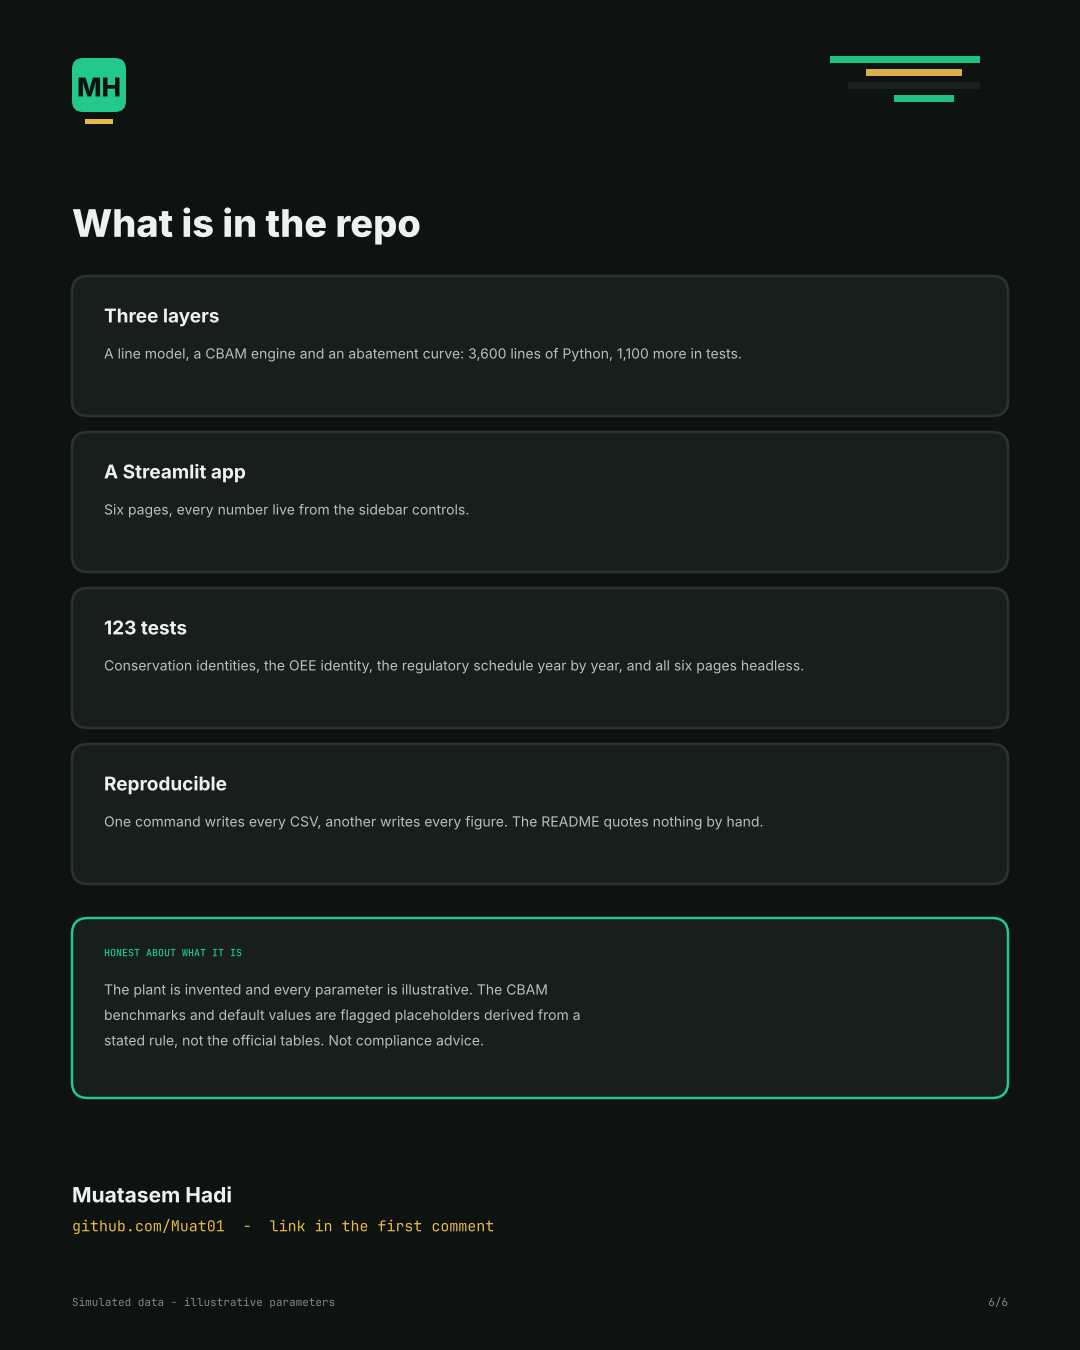 MH
What is in the repo
Three layers
A line model, a CBAM engine and an abatement curve: 3,600 lines of Python, 1,100 more in tests.
A Streamlit app
Six pages, every number live from the sidebar controls.
123 tests
Conservation identities, the OEE identity, the regulatory schedule year by year, and all six pages headless.
Reproducible
One command writes every CSV, another writes every figure. The README quotes nothing by hand.
HONEST ABOUT WHAT IT IS
The plant is invented and every parameter is illustrative. The CBAM
benchmarks and default values are flagged placeholders derived from a
stated rule, not the official tables. Not compliance advice.
Muatasem Hadi
github.com/Muat01 - link in the first comment
Simulated data - illustrative parameters
6/6